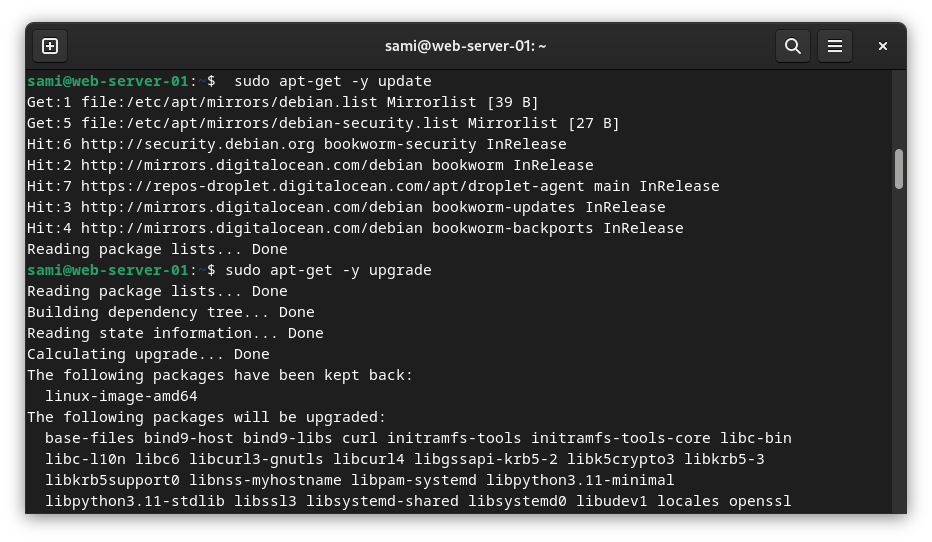 sami@web-server-01: ~
sami@web-server-01:~$  sudo apt-get -y update
Get:1 file:/etc/apt/mirrors/debian.list Mirrorlist [39 B]
Get:5 file:/etc/apt/mirrors/debian-security.list Mirrorlist [27 B]
Hit:6 http://security.debian.org bookworm-security InRelease
Hit:2 http://mirrors.digitalocean.com/debian bookworm InRelease
Hit:7 https://repos-droplet.digitalocean.com/apt/droplet-agent main InRelease
Hit:3 http://mirrors.digitalocean.com/debian bookworm-updates InRelease
Hit:4 http://mirrors.digitalocean.com/debian bookworm-backports InRelease
Reading package lists... Done
sami@web-server-01:~$ sudo apt-get -y upgrade
Reading package lists... Done
Building dependency tree... Done
Reading state information... Done
Calculating upgrade... Done
The following packages have been kept back:
  linux-image-amd64
The following packages will be upgraded:
  base-files bind9-host bind9-libs curl initramfs-tools initramfs-tools-core libc-bin
  libc-l10n libc6 libcurl3-gnutls libcurl4 libgssapi-krb5-2 libk5crypto3 libkrb5-3
  libkrb5support0 libnss-myhostname libpam-systemd libpython3.11-minimal
  libpython3.11-stdlib libssl3 libsystemd-shared libsystemd0 libudev1 locales openssl